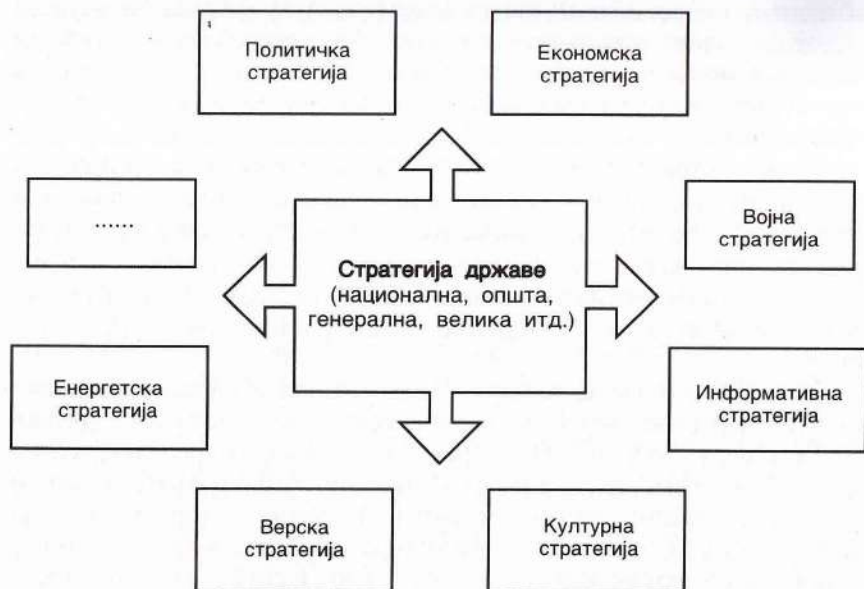 Политичка
стратегија
Економска
стратегија
......
Војна
стратегија
Стратегија државе
(национална, општа,
генерална, велика итд.)
Енергетска
стратегија
Информативна
стратегија
Верска
стратегија
Културна
стратегија